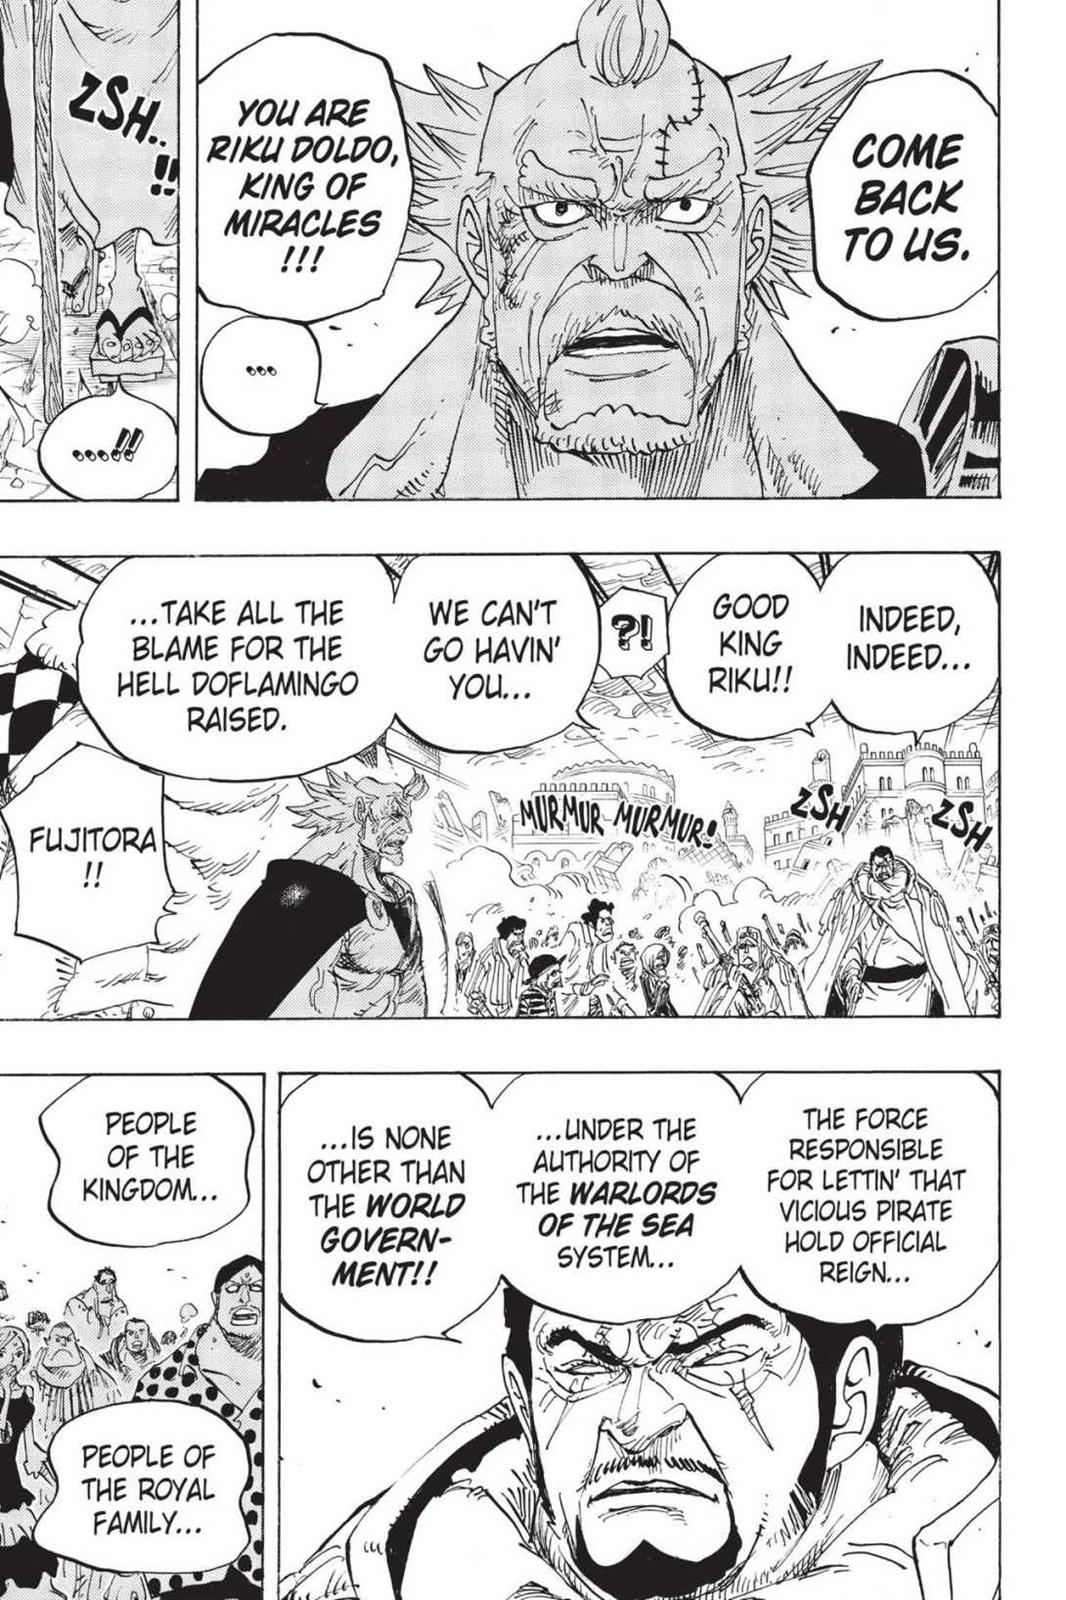 COME
BACK
TO US.
YOU ARE
RIKU DOLDO,
KING OF
MIRACLES
!!!
...
ZSH..
!!
...!!
INDEED,
INDEED...
GOOD
KING
RIKU!!
?!
WE CAN'T
GO HAVIN'
YOU...
...TAKE ALL THE
BLAME FOR THE
HELL DOFLAMINGO
RAISED.
ZSH
ZSH
MURMUR MURMUR!
FUJITORA
!!
THE FORCE
RESPONSIBLE
FOR LETTIN' THAT
VICIOUS PIRATE
HOLD OFFICIAL
REIGN...
...UNDER THE
AUTHORITY OF
THE WARLORDS
OF THE SEA
SYSTEM...
...IS NONE
OTHER THAN
THE WORLD
GOVERN-
MENT!!
PEOPLE
OF THE
KINGDOM...
PEOPLE OF
THE ROYAL
FAMILY...